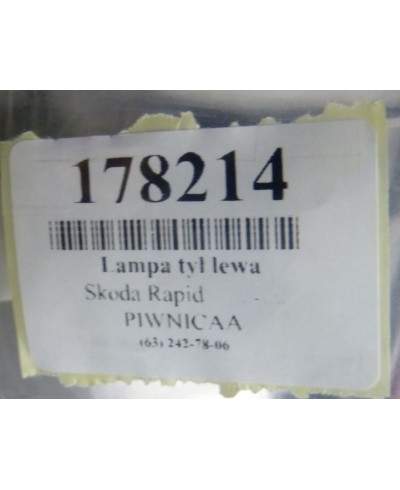 178214
Lampa tył lewa
Skoda Rapid
PIWNICAA
(63) 242-78-06